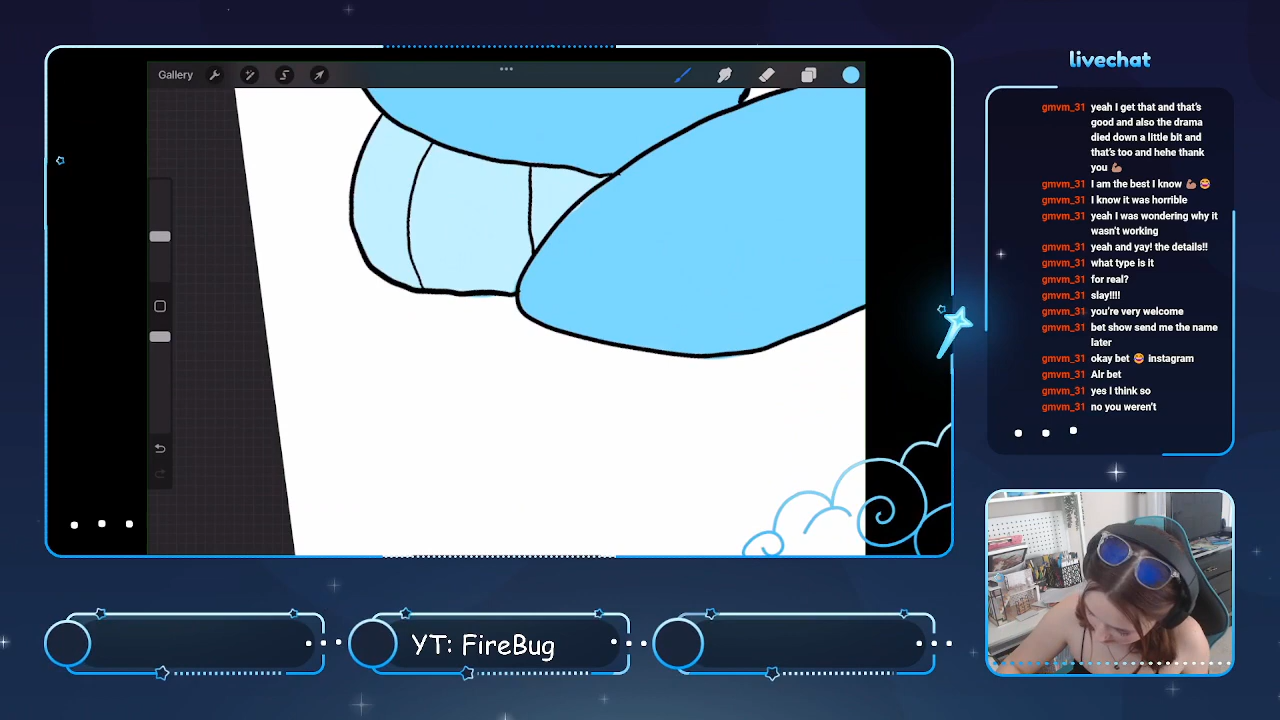 livechat
Gallery
gmvm_31 yeah I get that and that's
good and also the drama
died down a little bit and
that's too and hehe thank
you 💪🏽
gmvm_31 I am the best I know 💪🏽 😄
gmvm_31 I know it was horrible
gmvm_31 yeah I was wondering why it
wasn't working
gmvm_31 yeah and yay! the details!!
gmvm_31 what type is it
gmvm_31 for real?
gmvm_31 slay!!!!
gmvm_31 you're very welcome
gmvm_31 bet show send me the name
later
gmvm_31 okay bet 😄 instagram
gmvm_31 Alr bet
gmvm_31 yes I think so
gmvm_31 no you weren't
YT: FireBug